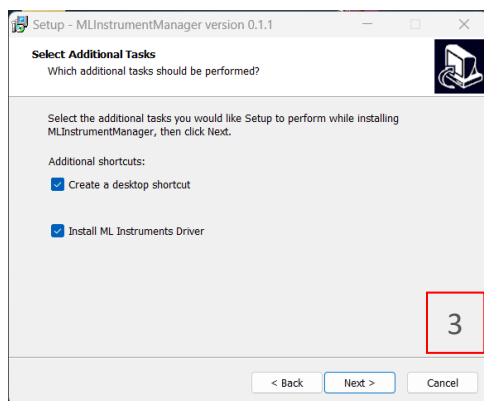 Setup - MLInstrumentManager version 0.1.1
Select Additional Tasks
Which additional tasks should be performed?
Select the additional tasks you would like Setup to perform while installing
MLInstrumentManager, then click Next.
Additional shortcuts:
Create a desktop shortcut
Install ML Instruments Driver
3
< Back
Next >
Cancel